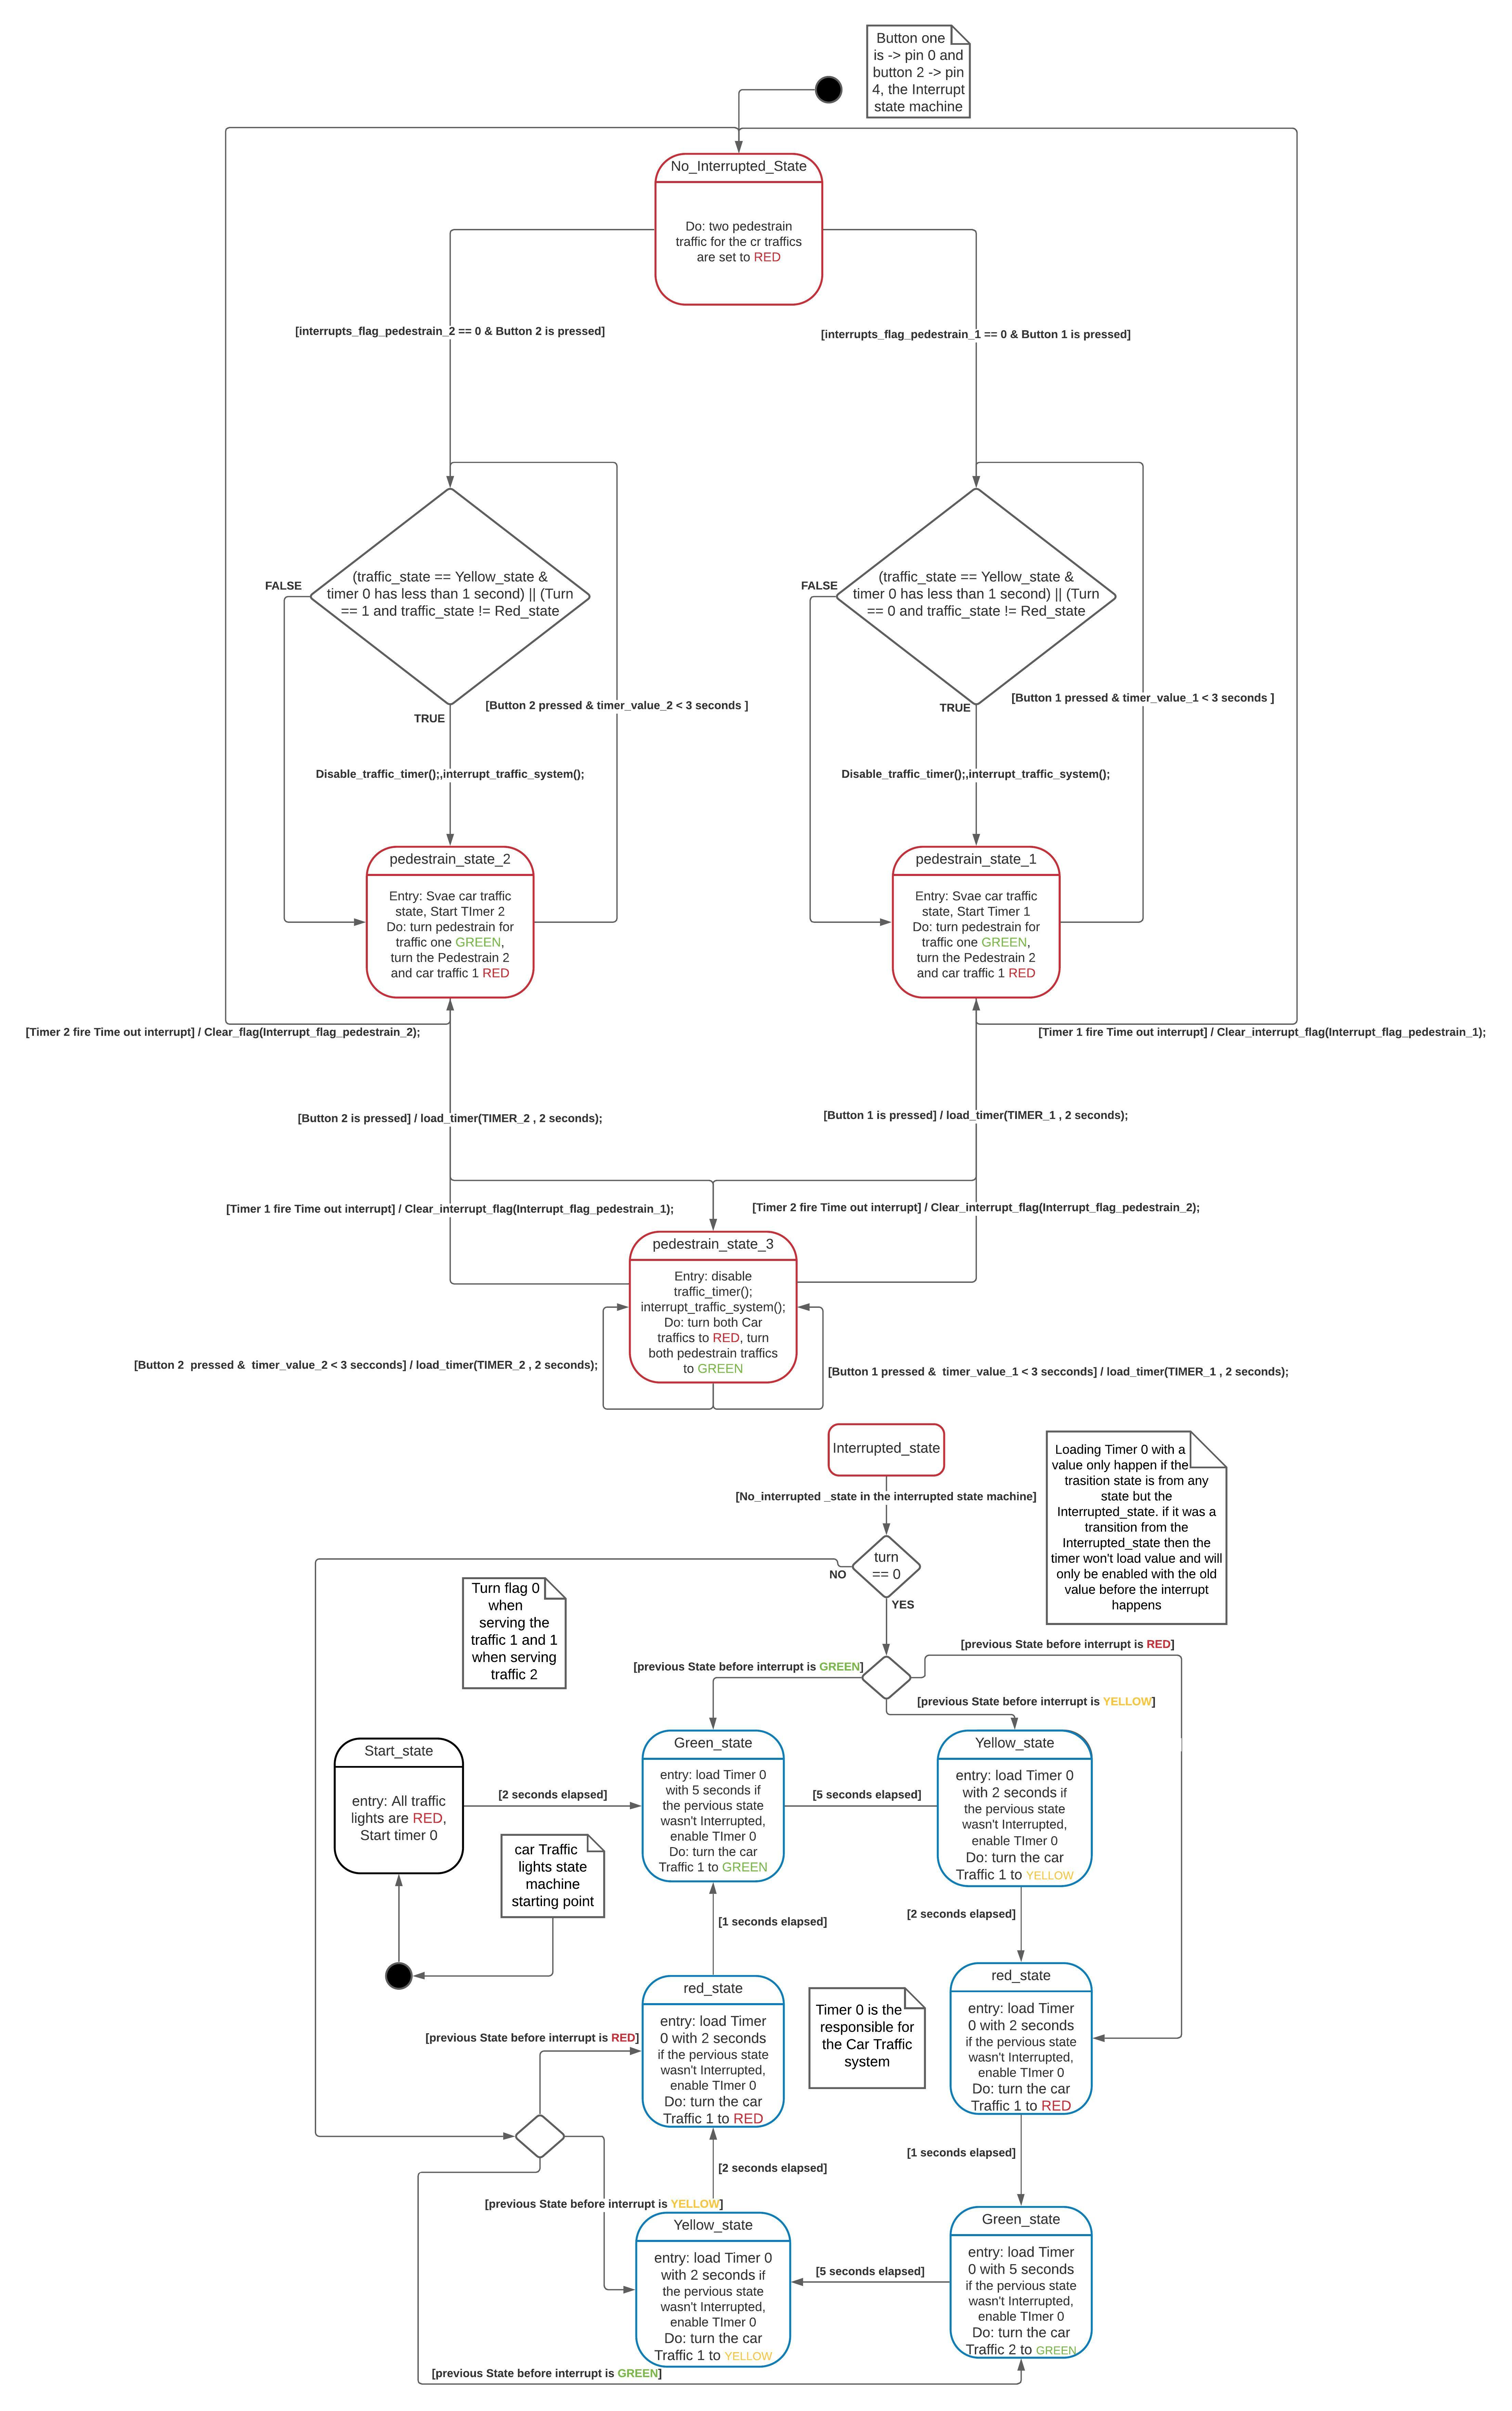 Button one
is -> pin 0 and
button 2 -> pin
4, the Interrupt
state machine
No_Interrupted_State
Do: two pedestrain
traffic for the cr traffics
are set to RED
[interrupts_flag_pedestrain_2 == 0 & Button 2 is pressed]
[interrupts_flag_pedestrain_1 == 0 & Button 1 is pressed]
FALSE
(traffic_state == Yellow_state &
timer 0 has less than 1 second) || (Turn
== 1 and traffic_state != Red_state
TRUE
[Button 2 pressed & timer_value_2 < 3 seconds ]
FALSE
(traffic_state == Yellow_state &
timer 0 has less than 1 second) || (Turn
== 0 and traffic_state != Red_state
TRUE
[Button 1 pressed & timer_value_1 < 3 seconds ]
Disable_traffic_timer();,interrupt_traffic_system();
Disable_traffic_timer();,interrupt_traffic_system();
pedestrain_state_2
Entry: Svae car traffic
state, Start TImer 2
Do: turn pedestrain for
traffic one GREEN,
turn the Pedestrain 2
and car traffic 1 RED
pedestrain_state_1
Entry: Svae car traffic
state, Start Timer 1
Do: turn pedestrain for
traffic one GREEN,
turn the Pedestrain 2
and car traffic 1 RED
[Timer 2 fire Time out interrupt] / Clear_flag(Interrupt_flag_pedestrain_2);
[Timer 1 fire Time out interrupt] / Clear_interrupt_flag(Interrupt_flag_pedestrain_1);
[Button 2 is pressed] / load_timer(TIMER_2 , 2 seconds);
[Button 1 is pressed] / load_timer(TIMER_1 , 2 seconds);
[Timer 1 fire Time out interrupt] / Clear_interrupt_flag(Interrupt_flag_pedestrain_1);
[Timer 2 fire Time out interrupt] / Clear_interrupt_flag(Interrupt_flag_pedestrain_2);
pedestrain_state_3
Entry: disable
traffic_timer();
interrupt_traffic_system();
Do: turn both Car
traffics to RED, turn
both pedestrain traffics
to GREEN
[Button 2  pressed &  timer_value_2 < 3 secconds] / load_timer(TIMER_2 , 2 seconds);
[Button 1 pressed &  timer_value_1 < 3 secconds] / load_timer(TIMER_1 , 2 seconds);
Interrupted_state
[No_interrupted _state in the interrupted state machine]
Loading Timer 0 with a
value only happen if the
trasition state is from any
state but the
Interrupted_state. if it was a
transition from the
Interrupted_state then the
timer won't load value and will
only be enabled with the old
value before the interrupt
happens
turn
== 0
NO
YES
Turn flag 0
when
serving the
traffic 1 and 1
when serving
traffic 2
[previous State before interrupt is RED]
[previous State before interrupt is GREEN]
[previous State before interrupt is YELLOW]
Start_state
entry: All traffic
lights are RED,
Start timer 0
[2 seconds elapsed]
Green_state
entry: load Timer 0
with 5 seconds if
the pervious state
wasn't Interrupted,
enable TImer 0
Do: turn the car
Traffic 1 to GREEN
[5 seconds elapsed]
Yellow_state
entry: load Timer 0
with 2 seconds if
the pervious state
wasn't Interrupted,
enable TImer 0
Do: turn the car
Traffic 1 to YELLOW
car Traffic
lights state
machine
starting point
[1 seconds elapsed]
[2 seconds elapsed]
red_state
entry: load Timer
0 with 2 seconds
if the pervious state
wasn't Interrupted,
enable TImer 0
Do: turn the car
Traffic 1 to RED
Timer 0 is the
responsible for
the Car Traffic
system
red_state
entry: load Timer
0 with 2 seconds
if the pervious state
wasn't Interrupted,
enable TImer 0
Do: turn the car
Traffic 1 to RED
[previous State before interrupt is RED]
[1 seconds elapsed]
[2 seconds elapsed]
[previous State before interrupt is YELLOW]
Yellow_state
entry: load Timer 0
with 2 seconds if
the pervious state
wasn't Interrupted,
enable TImer 0
Do: turn the car
Traffic 1 to YELLOW
[5 seconds elapsed]
Green_state
entry: load Timer
0 with 5 seconds
if the pervious state
wasn't Interrupted,
enable TImer 0
Do: turn the car
Traffic 2 to GREEN
[previous State before interrupt is GREEN]